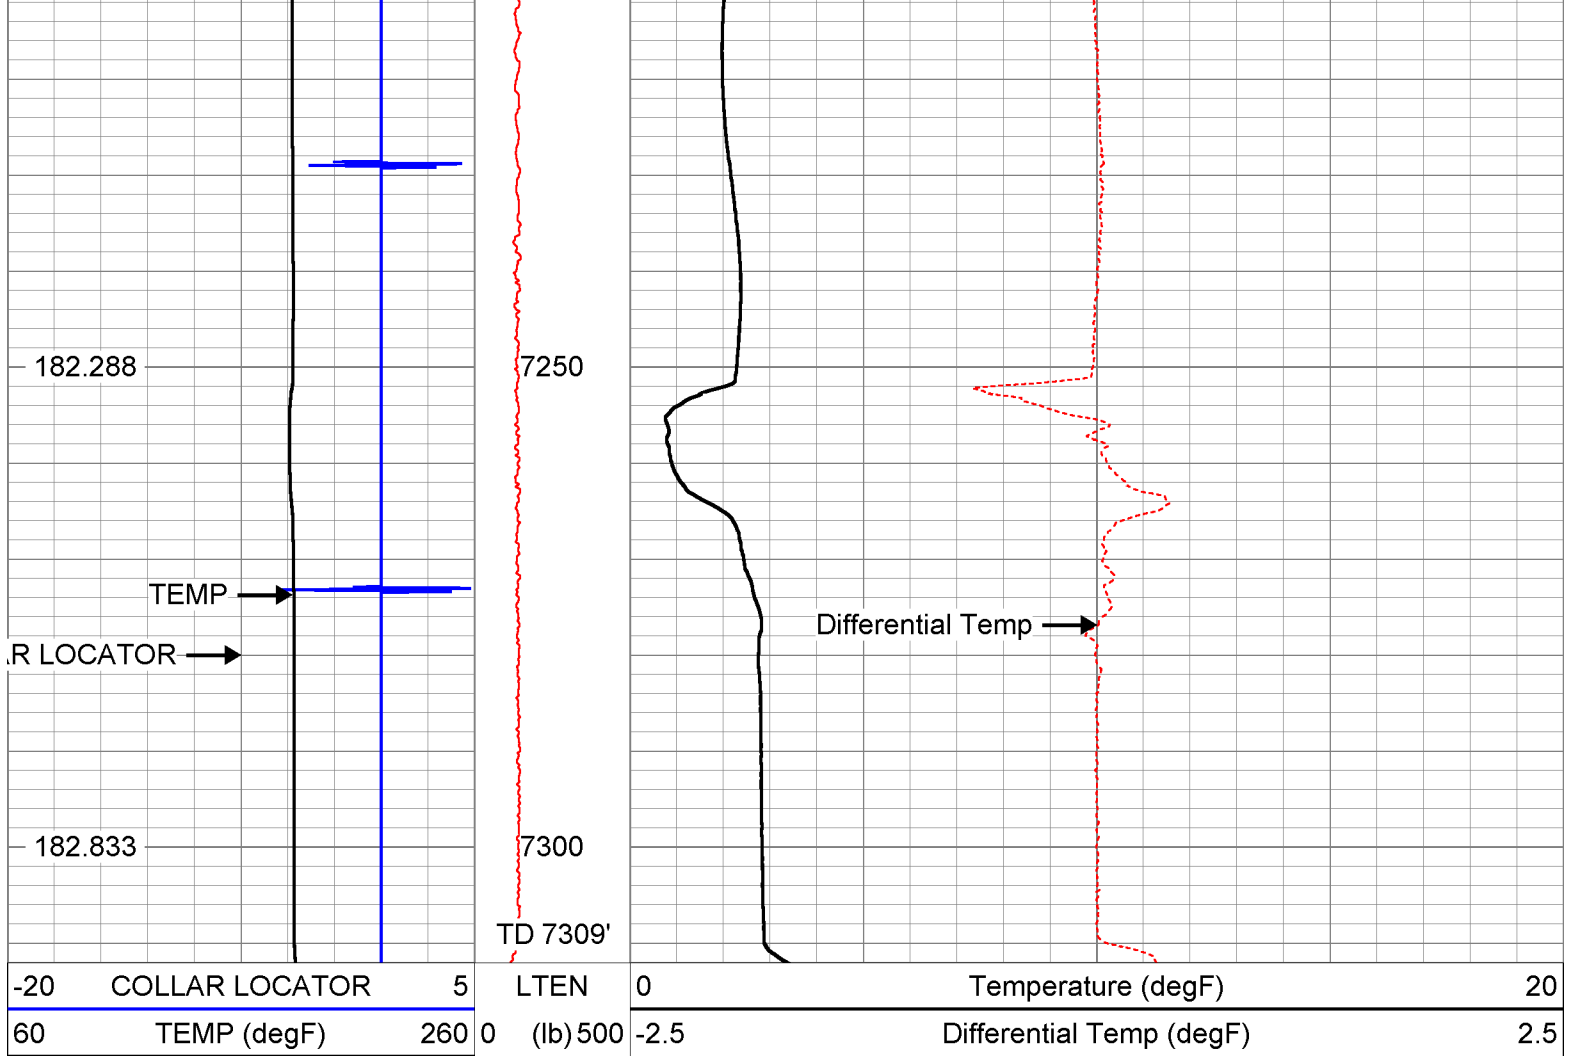 182.288
7250
TEMP
Differential Temp
AR LOCATOR
182.833
7300
TD 7309'
-20 COLLAR LOCATOR 5
LTEN
0 Temperature (degF) 20
60 TEMP (degF) 260
0 (lb) 500
-2.5 Differential Temp (degF) 2.5